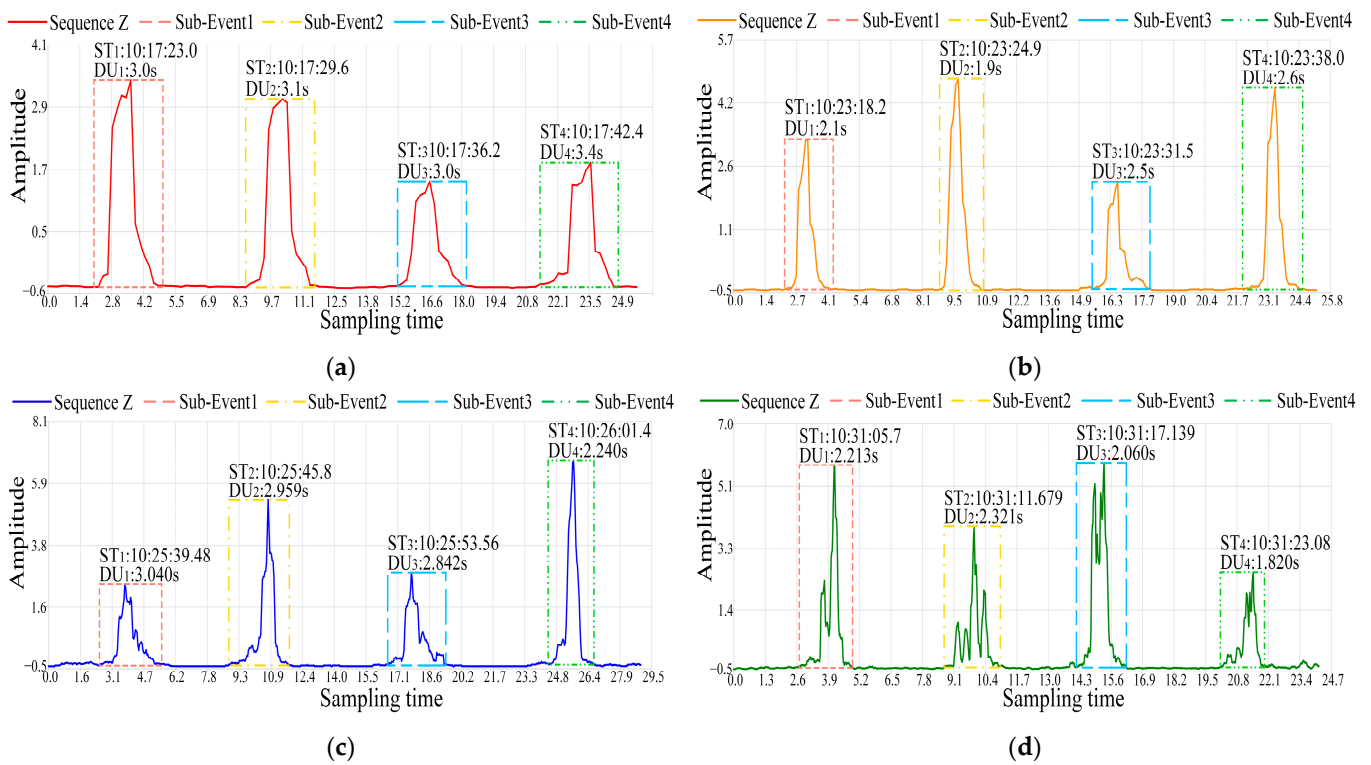 Sequence Z Sub-Event1 Sub-Event2 Sub-Event3 Sub-Event4
Amplitude
4.1
2.9
1.7
0.5
−0.6
ST1:10:17:23.0
DU1:3.0s
ST2:10:17:29.6
DU2:3.1s
ST:310:17:36.2
DU3:3.0s
ST4:10:17:42.4
DU4:3.4s
0.0 1.4 2.8 4.2 5.5 6.9 8.3 9.7 11.1 12.5 13.8 15.2 16.6 18.0 19.4 20.8 22.1 23.5 24.9
Sampling time
(a)
Sequence Z Sub-Event1 Sub-Event2 Sub-Event3 Sub-Event4
Amplitude
5.7
4.2
2.6
1.1
−0.5
ST1:10:23:18.2
DU1:2.1s
ST2:10:23:24.9
DU2:1.9s
ST3:10:23:31.5
DU3:2.5s
ST4:10:23:38.0
DU4:2.6s
0.0 1.4 2.7 4.1 5.4 6.8 8.1 9.5 10.9 12.2 13.6 14.9 16.3 17.7 19.0 20.4 21.7 23.1 24.4 25.8
Sampling time
(b)
Sequence Z Sub-Event1 Sub-Event2 Sub-Event3 Sub-Event4
Amplitude
8.1
5.9
3.8
1.6
−0.5
ST1:10:25:39.48
DU1:3.040s
ST2:10:25:45.8
DU2:2.959s
ST3:10:25:53.56
DU3:2.842s
ST4:10:26:01.4
DU4:2.240s
0.0 1.6 3.1 4.7 6.2 7.8 9.3 10.9 12.4 14.0 15.5 17.1 18.6 20.2 21.7 23.3 24.8 26.4 27.9 29.5
Sampling time
(c)
Sequence Z Sub-Event1 Sub-Event2 Sub-Event3 Sub-Event4
Amplitude
7.0
5.1
3.3
1.4
−0.5
ST1:10:31:05.7
DU1:2.213s
ST2:10:31:11.679
DU2:2.321s
ST3:10:31:17.139
DU3:2.060s
ST4:10:31:23.08
DU4:1.820s
0.0 1.3 2.6 3.9 5.2 6.5 7.8 9.1 10.4 11.7 13.0 14.3 15.6 16.9 18.2 19.5 20.8 22.1 23.4 24.7
Sampling time
(d)